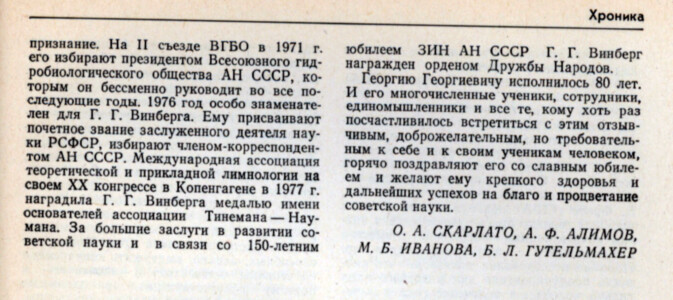 Хроника
признание. На II съезде ВГБО в 1971 г.
его избирают президентом Всесоюзного гид-
робиологического общества АН СССР, ко-
торым он бессменно руководит во все по-
следующие годы. 1976 год особо знаменате-
лен для Г. Г. Винберга. Ему присваивают
почетное звание заслуженного деятеля нау-
ки РСФСР, избирают членом-корреспонден-
том АН СССР. Международная ассоциация
теоретической и прикладной лимнологии на
своем XX конгрессе в Копенгагене в 1977 г.
наградила Г. Г. Винберга медалью имени
основателей ассоциации Тинемана — Нау-
мана. За большие заслуги в развитии со-
ветской науки и в связи со 150-летним
юбилеем ЗИН АН СССР Г. Г. Винберг
награжден орденом Дружбы Народов.
Георгию Георгиевичу исполнилось 80 лет.
И его многочисленные ученики, сотрудники,
единомышленники и все те, кому хоть раз
посчастливилось встретиться с этим отзыв-
чивым, доброжелательным, но требователь-
ным к себе и к своим ученикам человеком,
горячо поздравляют его со славным юбиле-
ем и желают ему крепкого здоровья и
дальнейших успехов на благо и процветание
советской науки.
О. А. СКАРЛАТО, А. Ф. АЛИМОВ,
М. Б. ИВАНОВА, Б. Л. ГУТЕЛЬМАХЕР